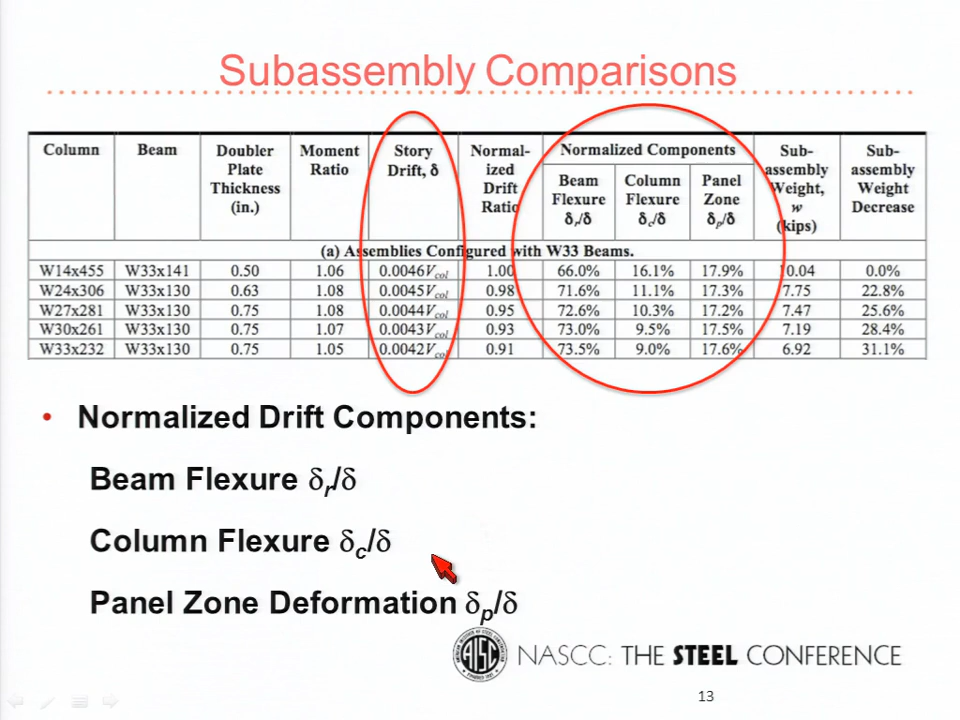 Subassembly Comparisons
Column Beam Doubler Plate Thickness (in.) Moment Ratio Story Drift, δ Normal-ized Drift Ratio Normalized Components Sub-assembly Weight, w (kips) Sub-assembly Weight Decrease
Beam Flexure δr/δ Column Flexure δc/δ Panel Zone δp/δ
(a) Assemblies Configured with W33 Beams.
W14x455 W33x141 0.50 1.06 0.0046Vcol 1.00 66.0% 16.1% 17.9% 10.04 0.0%
W24x306 W33x130 0.63 1.08 0.0045Vcol 0.98 71.6% 11.1% 17.3% 7.75 22.8%
W27x281 W33x130 0.75 1.08 0.0044Vcol 0.95 72.6% 10.3% 17.2% 7.47 25.6%
W30x261 W33x130 0.75 1.07 0.0043Vcol 0.93 73.0% 9.5% 17.5% 7.19 28.4%
W33x232 W33x130 0.75 1.05 0.0042Vcol 0.91 73.5% 9.0% 17.6% 6.92 31.1%
• Normalized Drift Components:
Beam Flexure δr/δ
Column Flexure δc/δ
Panel Zone Deformation δp/δ
AISC NASCC: THE STEEL CONFERENCE
13